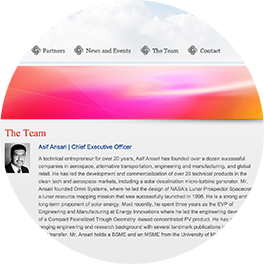 Partners News and Events The Team Contact
The Team
Asif Ansari | Chief Executive Officer
A technical entrepreneur for over 20 years, Asif Ansari has founded over a dozen successful
companies in aerospace, alternative transportation, engineering and manufacturing, and global
retail. He has led the development and commercialization of over 20 technical products in the
clean tech and aerospace markets, including a solar desalination micro-turbine generator. Mr.
Ansari founded Omni Systems, where he led the design of NASA's Lunar Prospector Spacecraft
a lunar resource mapping mission that was successfully launched in 1998. He is a strong and
long-term proponent of solar energy. Most recently, he spent three years as the EVP of
Engineering and Manufacturing at Energy Innovations where he led the engineering
of a Compact Faceted Trough Geometry -based concentrated PV product. He has
ranging engineering and research background with several landmark publications
transfer. Mr. Ansari holds a BSME and an MSME from the University of